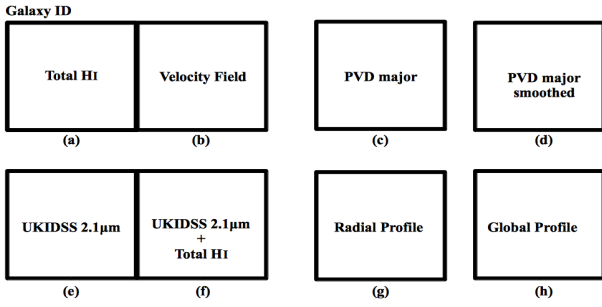 Galaxy ID
Total HI
Velocity Field
PVD major
PVD major
smoothed
(a)
(b)
(c)
(d)
UKIDSS 2.1μm
UKIDSS 2.1μm
+
Total HI
Radial Profile
Global Profile
(e)
(f)
(g)
(h)